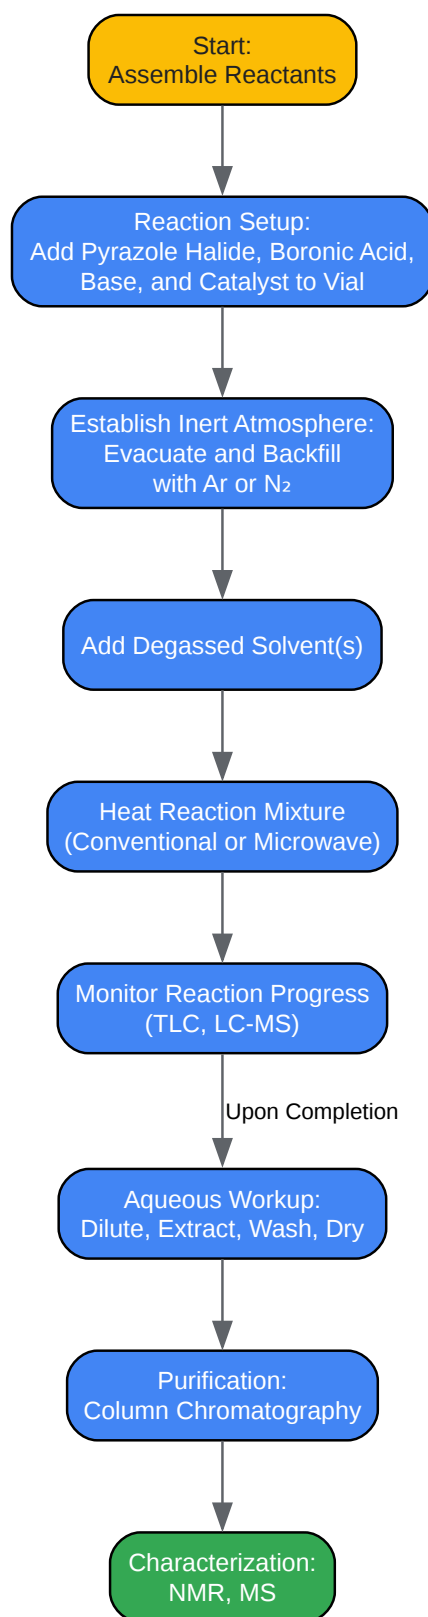 Start:
Assemble Reactants
Reaction Setup:
Add Pyrazole Halide, Boronic Acid,
Base, and Catalyst to Vial
Establish Inert Atmosphere:
Evacuate and Backfill
with Ar or N₂
Add Degassed Solvent(s)
Heat Reaction Mixture
(Conventional or Microwave)
Monitor Reaction Progress
(TLC, LC-MS)
Upon Completion
Aqueous Workup:
Dilute, Extract, Wash, Dry
Purification:
Column Chromatography
Characterization:
NMR, MS